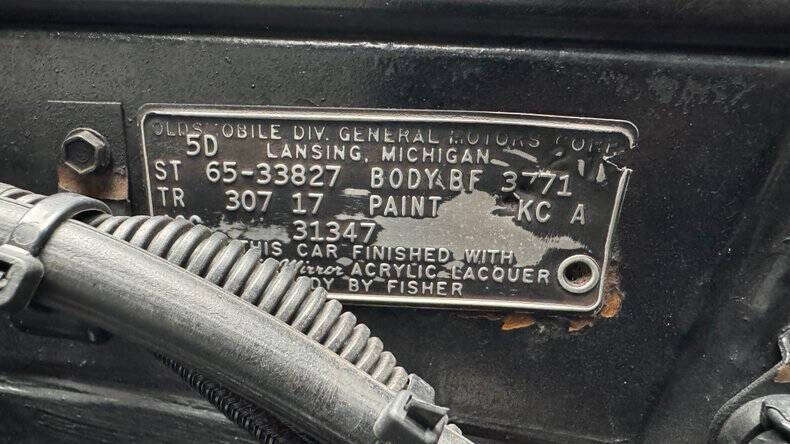 OLDSMOBILE DIV. GENERAL MOTORS CORP.
5D LANSING, MICHIGAN
ST 65-33827 BODY BF 3771
TR 307 17 PAINT KC A
31347
THIS CAR FINISHED WITH
Mirror ACRYLIC LACQUER
BY FISHER